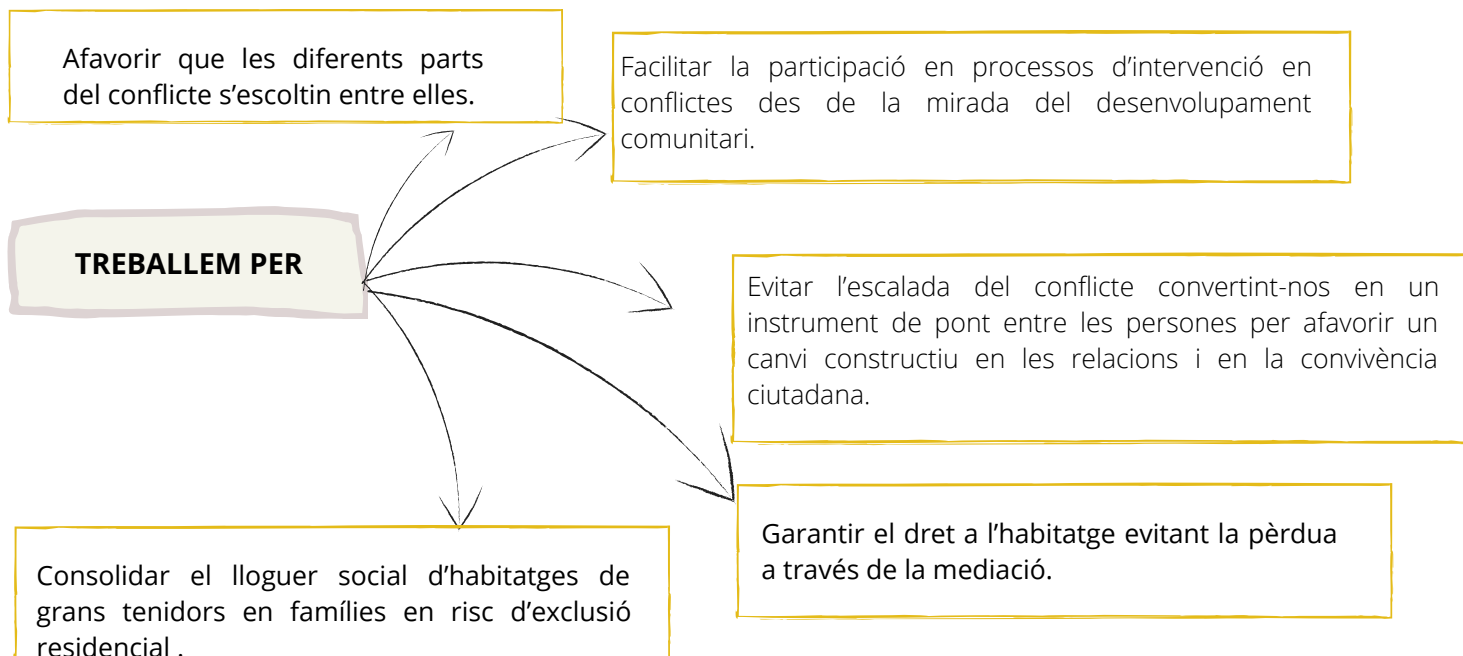 Afavorir que les diferents parts
del conflicte s’escoltin entre elles.
Facilitar la participació en processos d’intervenció en
conflictes des de la mirada del desenvolupament
comunitari.
TREBALLEM PER
Evitar l’escalada del conflicte convertint-nos en un
instrument de pont entre les persones per afavorir un
canvi constructiu en les relacions i en la convivència
ciutadana.
Garantir el dret a l’habitatge evitant la pèrdua
a través de la mediació.
Consolidar el lloguer social d’habitatges de
grans tenidors en famílies en risc d’exclusió
residencial .